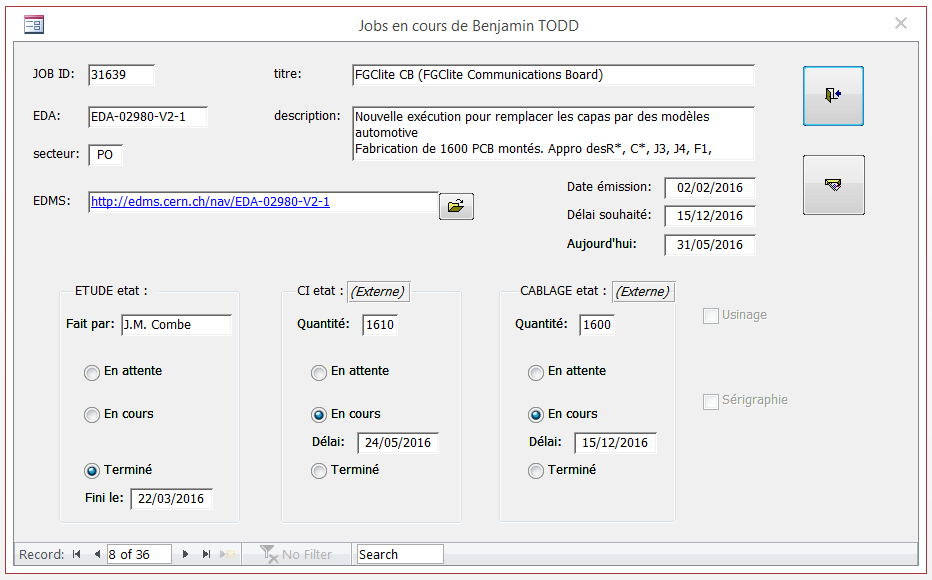 Jobs en cours de Benjamin TODD
JOB ID: 31639 titre: FGClite CB (FGClite Communications Board)
EDA: EDA-02980-V2-1 description: Nouvelle exécution pour remplacer les capas par des modèles
automotive
Fabrication de 1600 PCB montés. Appro desR*, C*, J3, J4, F1,
secteur: PO
EDMS: http://edms.cern.ch/nav/EDA-02980-V2-1
Date émission: 02/02/2016
Délai souhaité: 15/12/2016
Aujourd'hui: 31/05/2016
ETUDE etat : CI etat : (Externe) CABLAGE etat : (Externe)
Fait par: J.M. Combe Quantité: 1610 Quantité: 1600 Usinage
En attente En attente En attente
Sérigraphie
En cours En cours En cours
Délai: 24/05/2016 Délai: 15/12/2016
Terminé Terminé Terminé
Fini le: 22/03/2016
Record: 8 of 36 No Filter Search